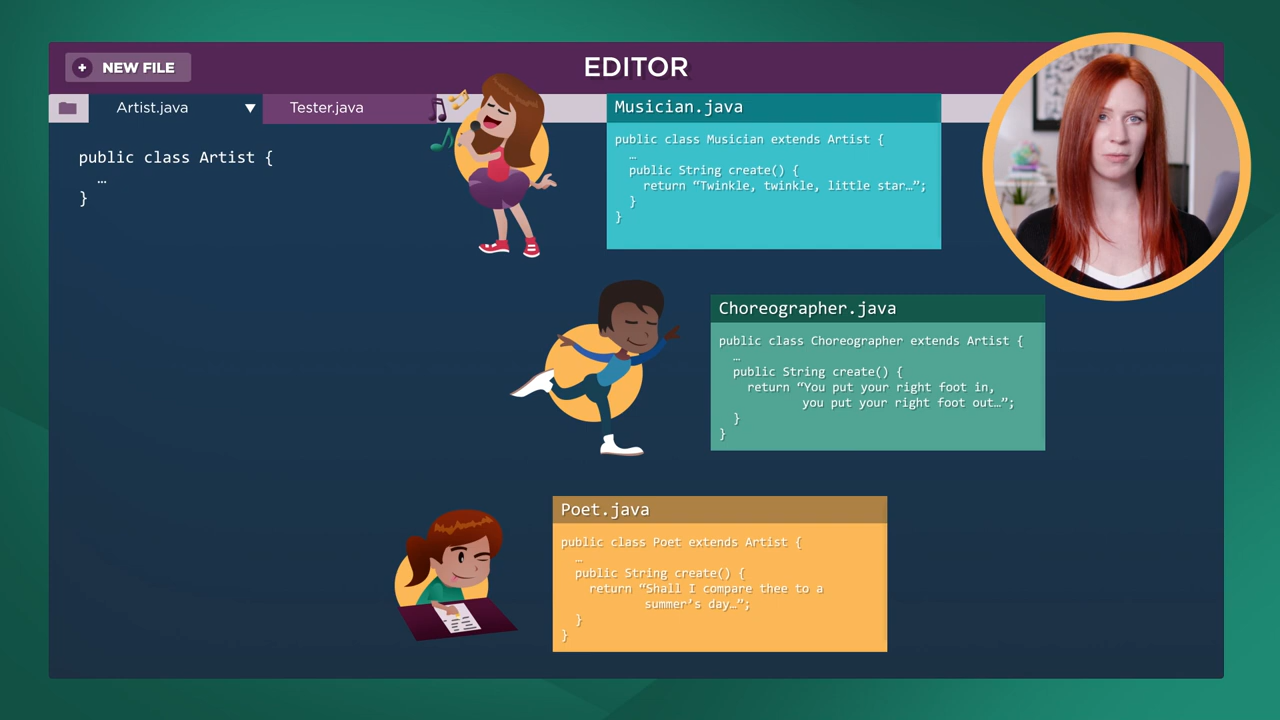 + NEW FILE
EDITOR
Artist.java
Tester.java
public class Artist {
…
}
Musician.java
public class Musician extends Artist {
…
public String create() {
return “Twinkle, twinkle, little star…”;
}
}
Choreographer.java
public class Choreographer extends Artist {
…
public String create() {
return “You put your right foot in,
you put your right foot out…”;
}
}
Poet.java
public class Poet extends Artist {
…
public String create() {
return “Shall I compare thee to a
summer’s day…”;
}
}